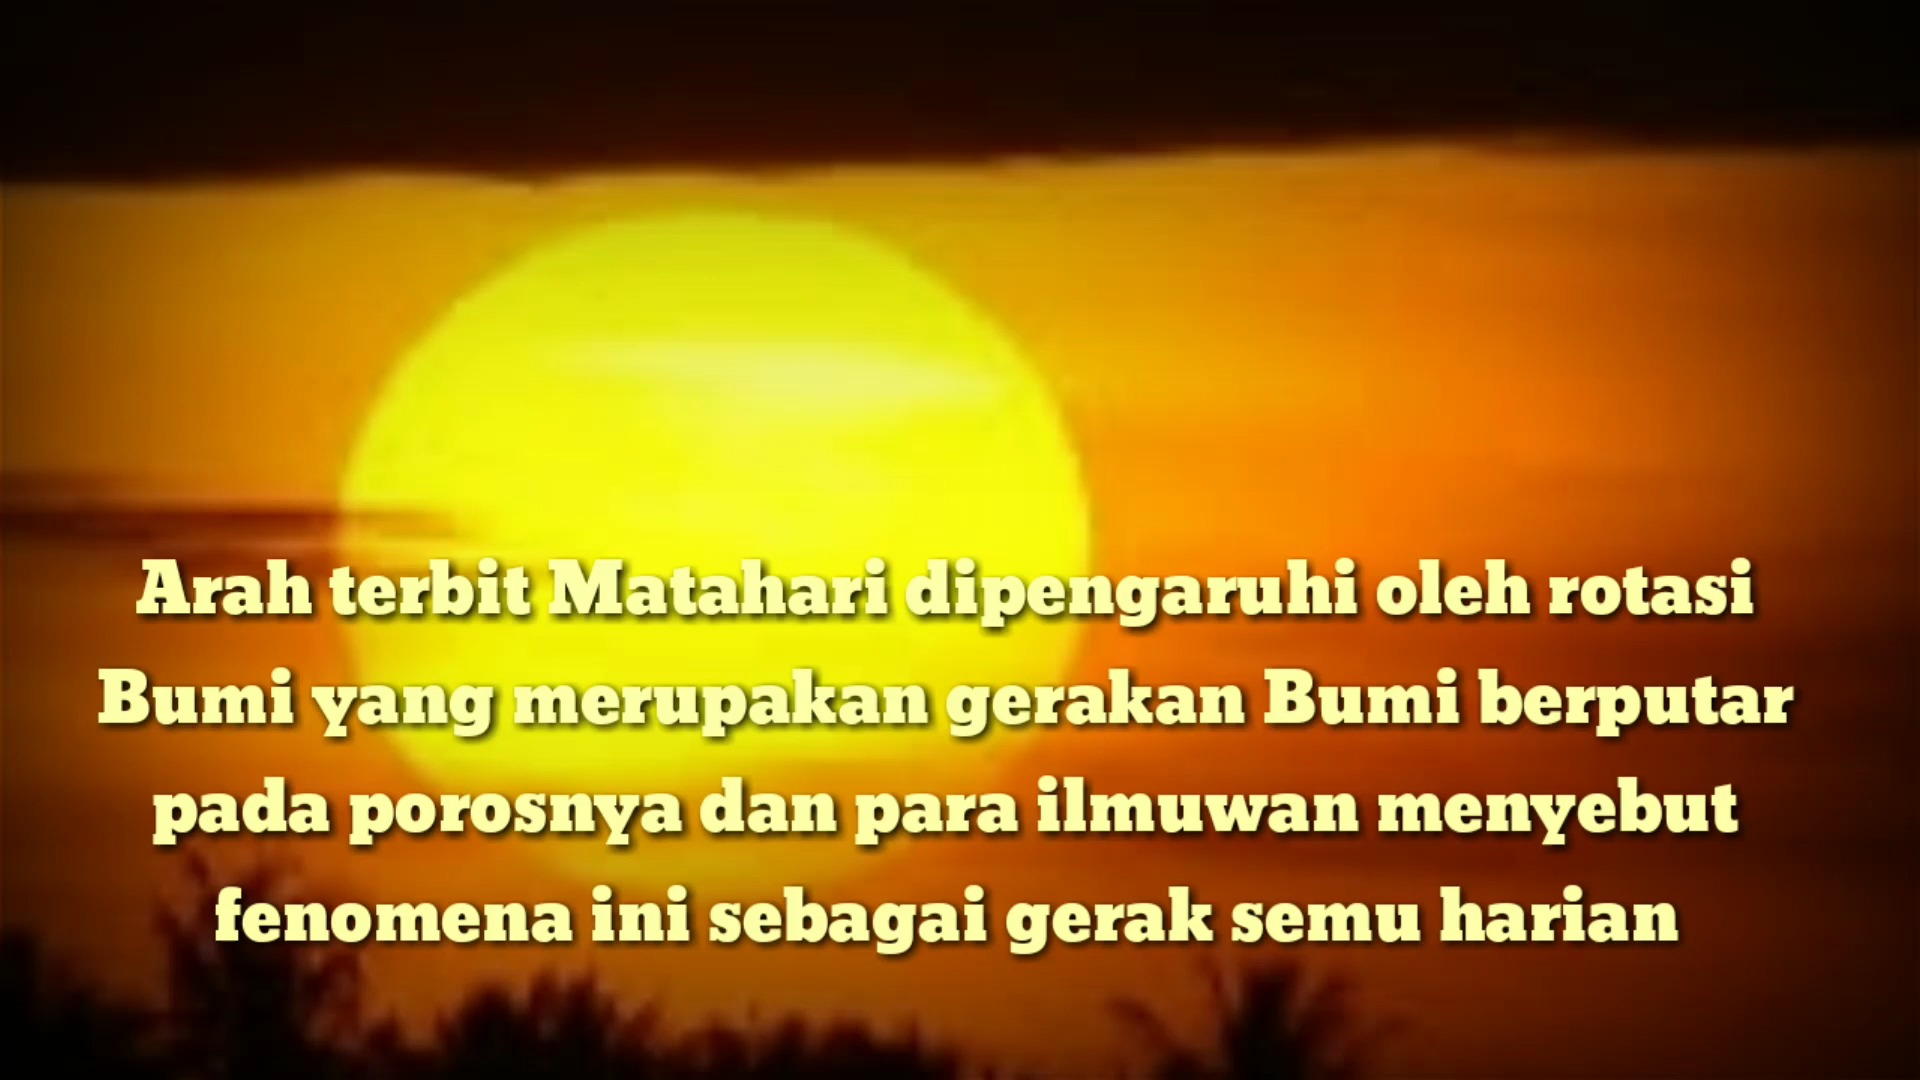 Arah terbit Matahari dipengaruhi oleh rotasi
Bumi yang merupakan gerakan Bumi berputar
pada porosnya dan para ilmuwan menyebut
fenomena ini sebagai gerak semu harian